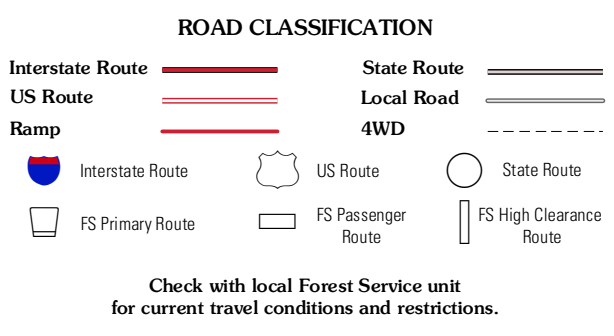 ROAD CLASSIFICATION
Interstate Route
State Route
US Route
Local Road
Ramp
4WD
Interstate Route
US Route
State Route
FS Primary Route
FS Passenger
Route
FS High Clearance
Route
Check with local Forest Service unit
for current travel conditions and restrictions.